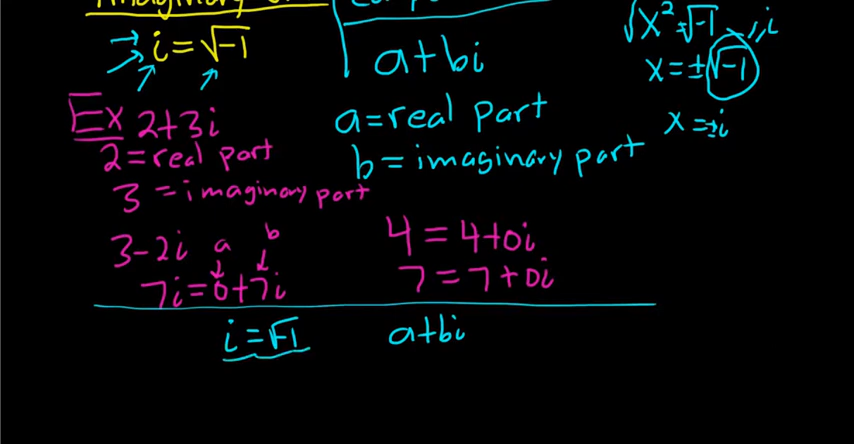 i = √-1
a+bi
√x² = √-1
i
x = ±√-1
x = ±i
Ex 2+3i
2 = real part
3 = imaginary part
a = real part
b = imaginary part
3-2i
a b
7i = 0+7i
4 = 4+0i
7 = 7+0i
i = √-1
a+bi